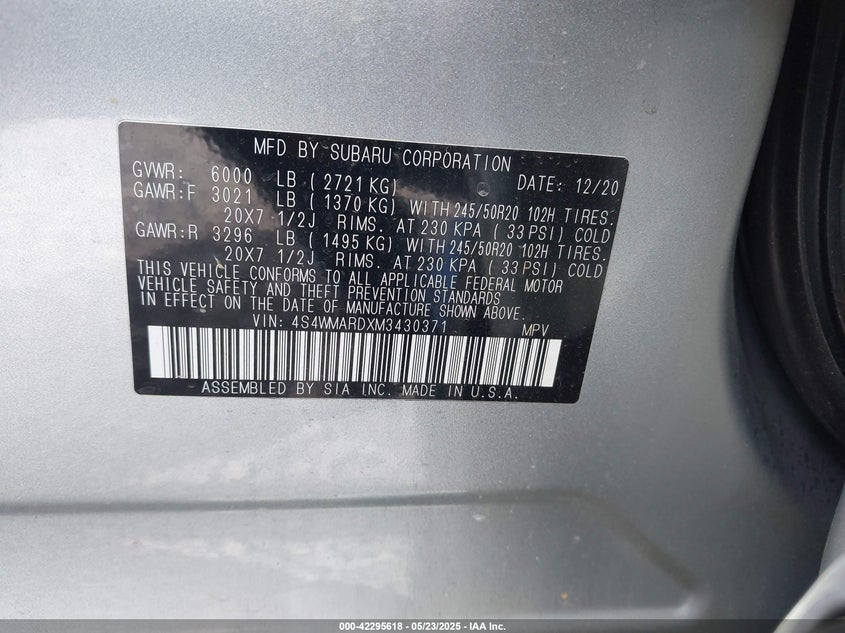 MFD BY SUBARU CORPORATION
GVWR: 6000 LB ( 2721 KG) DATE: 12/20
GAWR:F 3021 LB ( 1370 KG) WITH 245/50R20 102H TIRES.
20X7 1/2J RIMS. AT 230 KPA ( 33 PSI) COLD
GAWR:R 3296 LB ( 1495 KG) WITH 245/50R20 102H TIRES.
20X7 1/2J RIMS. AT 230 KPA ( 33 PSI) COLD
THIS VEHICLE CONFORMS TO ALL APPLICABLE FEDERAL MOTOR
VEHICLE SAFETY AND THEFT PREVENTION STANDARDS
IN EFFECT ON THE DATE OF MANUFACTURE SHOWN ABOVE.
VIN: 4S4WMARDXM3430371 MPV
ASSEMBLED BY SIA INC. MADE IN U.S.A.
000-42295618 - 05/23/2025 - IAA Inc.